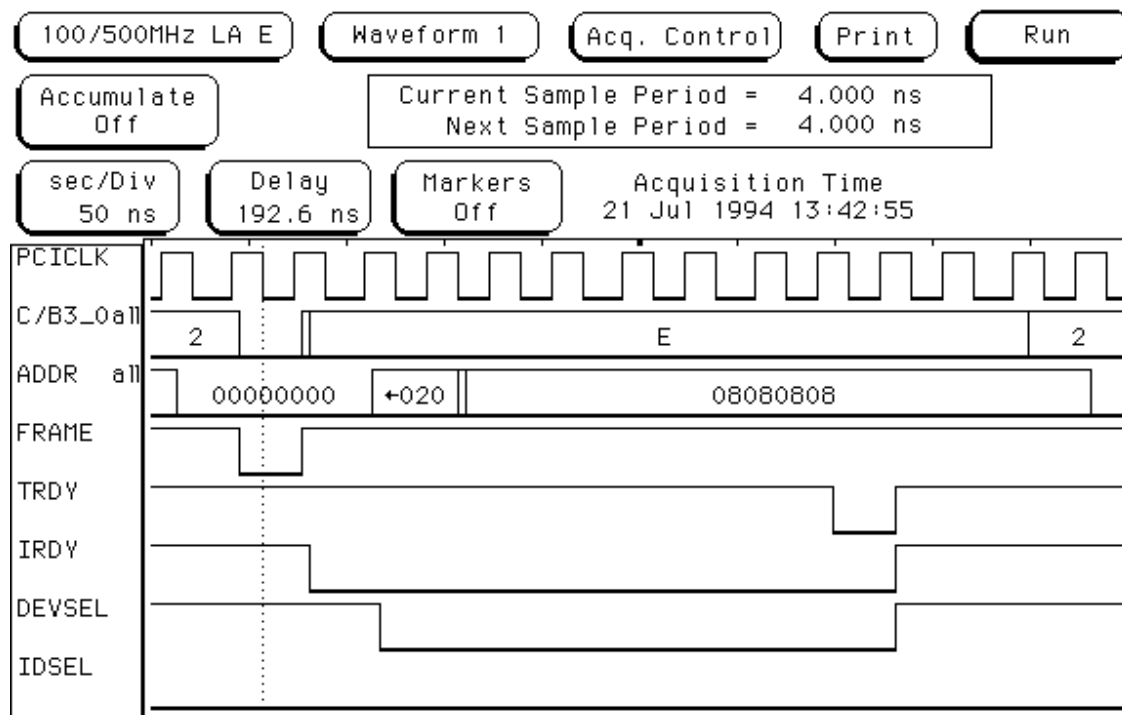 100/500MHz LA E Waveform 1 Acq. Control Print Run
Accumulate Off
Current Sample Period = 4.000 ns
Next Sample Period = 4.000 ns
sec/Div 50 ns
Delay 192.6 ns
Markers Off
Acquisition Time
21 Jul 1994 13:42:55
PCICLK
C/B3_0all 2 E 2
ADDR all 00000000 ←020 08080808
FRAME
TRDY
IRDY
DEVSEL
IDSEL